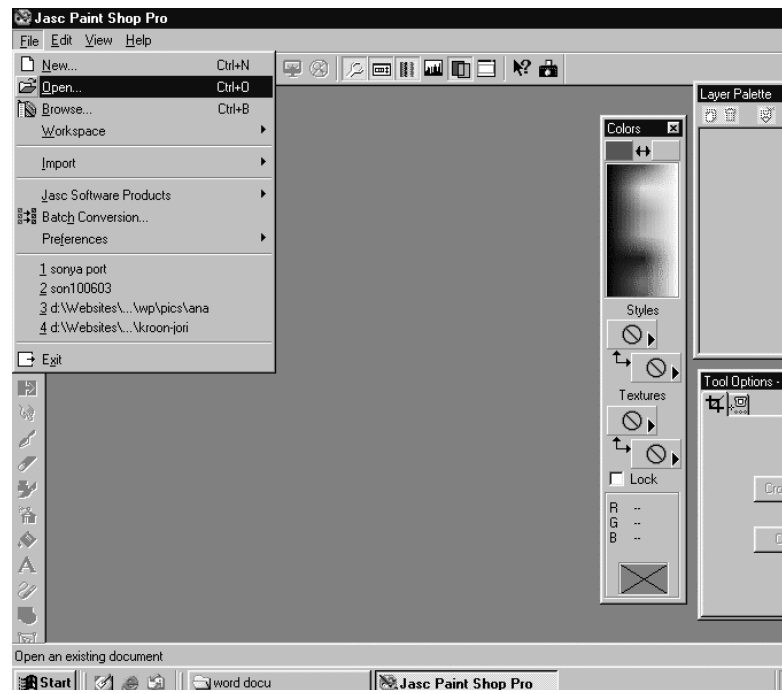 Jasc Paint Shop Pro
File Edit View Help
New... Ctrl+N
Open... Ctrl+O
Browse... Ctrl+B
Workspace
Import
Jasc Software Products
Batch Conversion...
Preferences
1 sonya port
2 son100603
3 d:\Websites\...\wp\pics\ana
4 d:\Websites\...\kroon-jori
Exit
Colors
Styles
Textures
Lock
R --
G --
B --
Layer Palette
Tool Options -
Cro
C
A
Open an existing document
Start word docu Jasc Paint Shop Pro